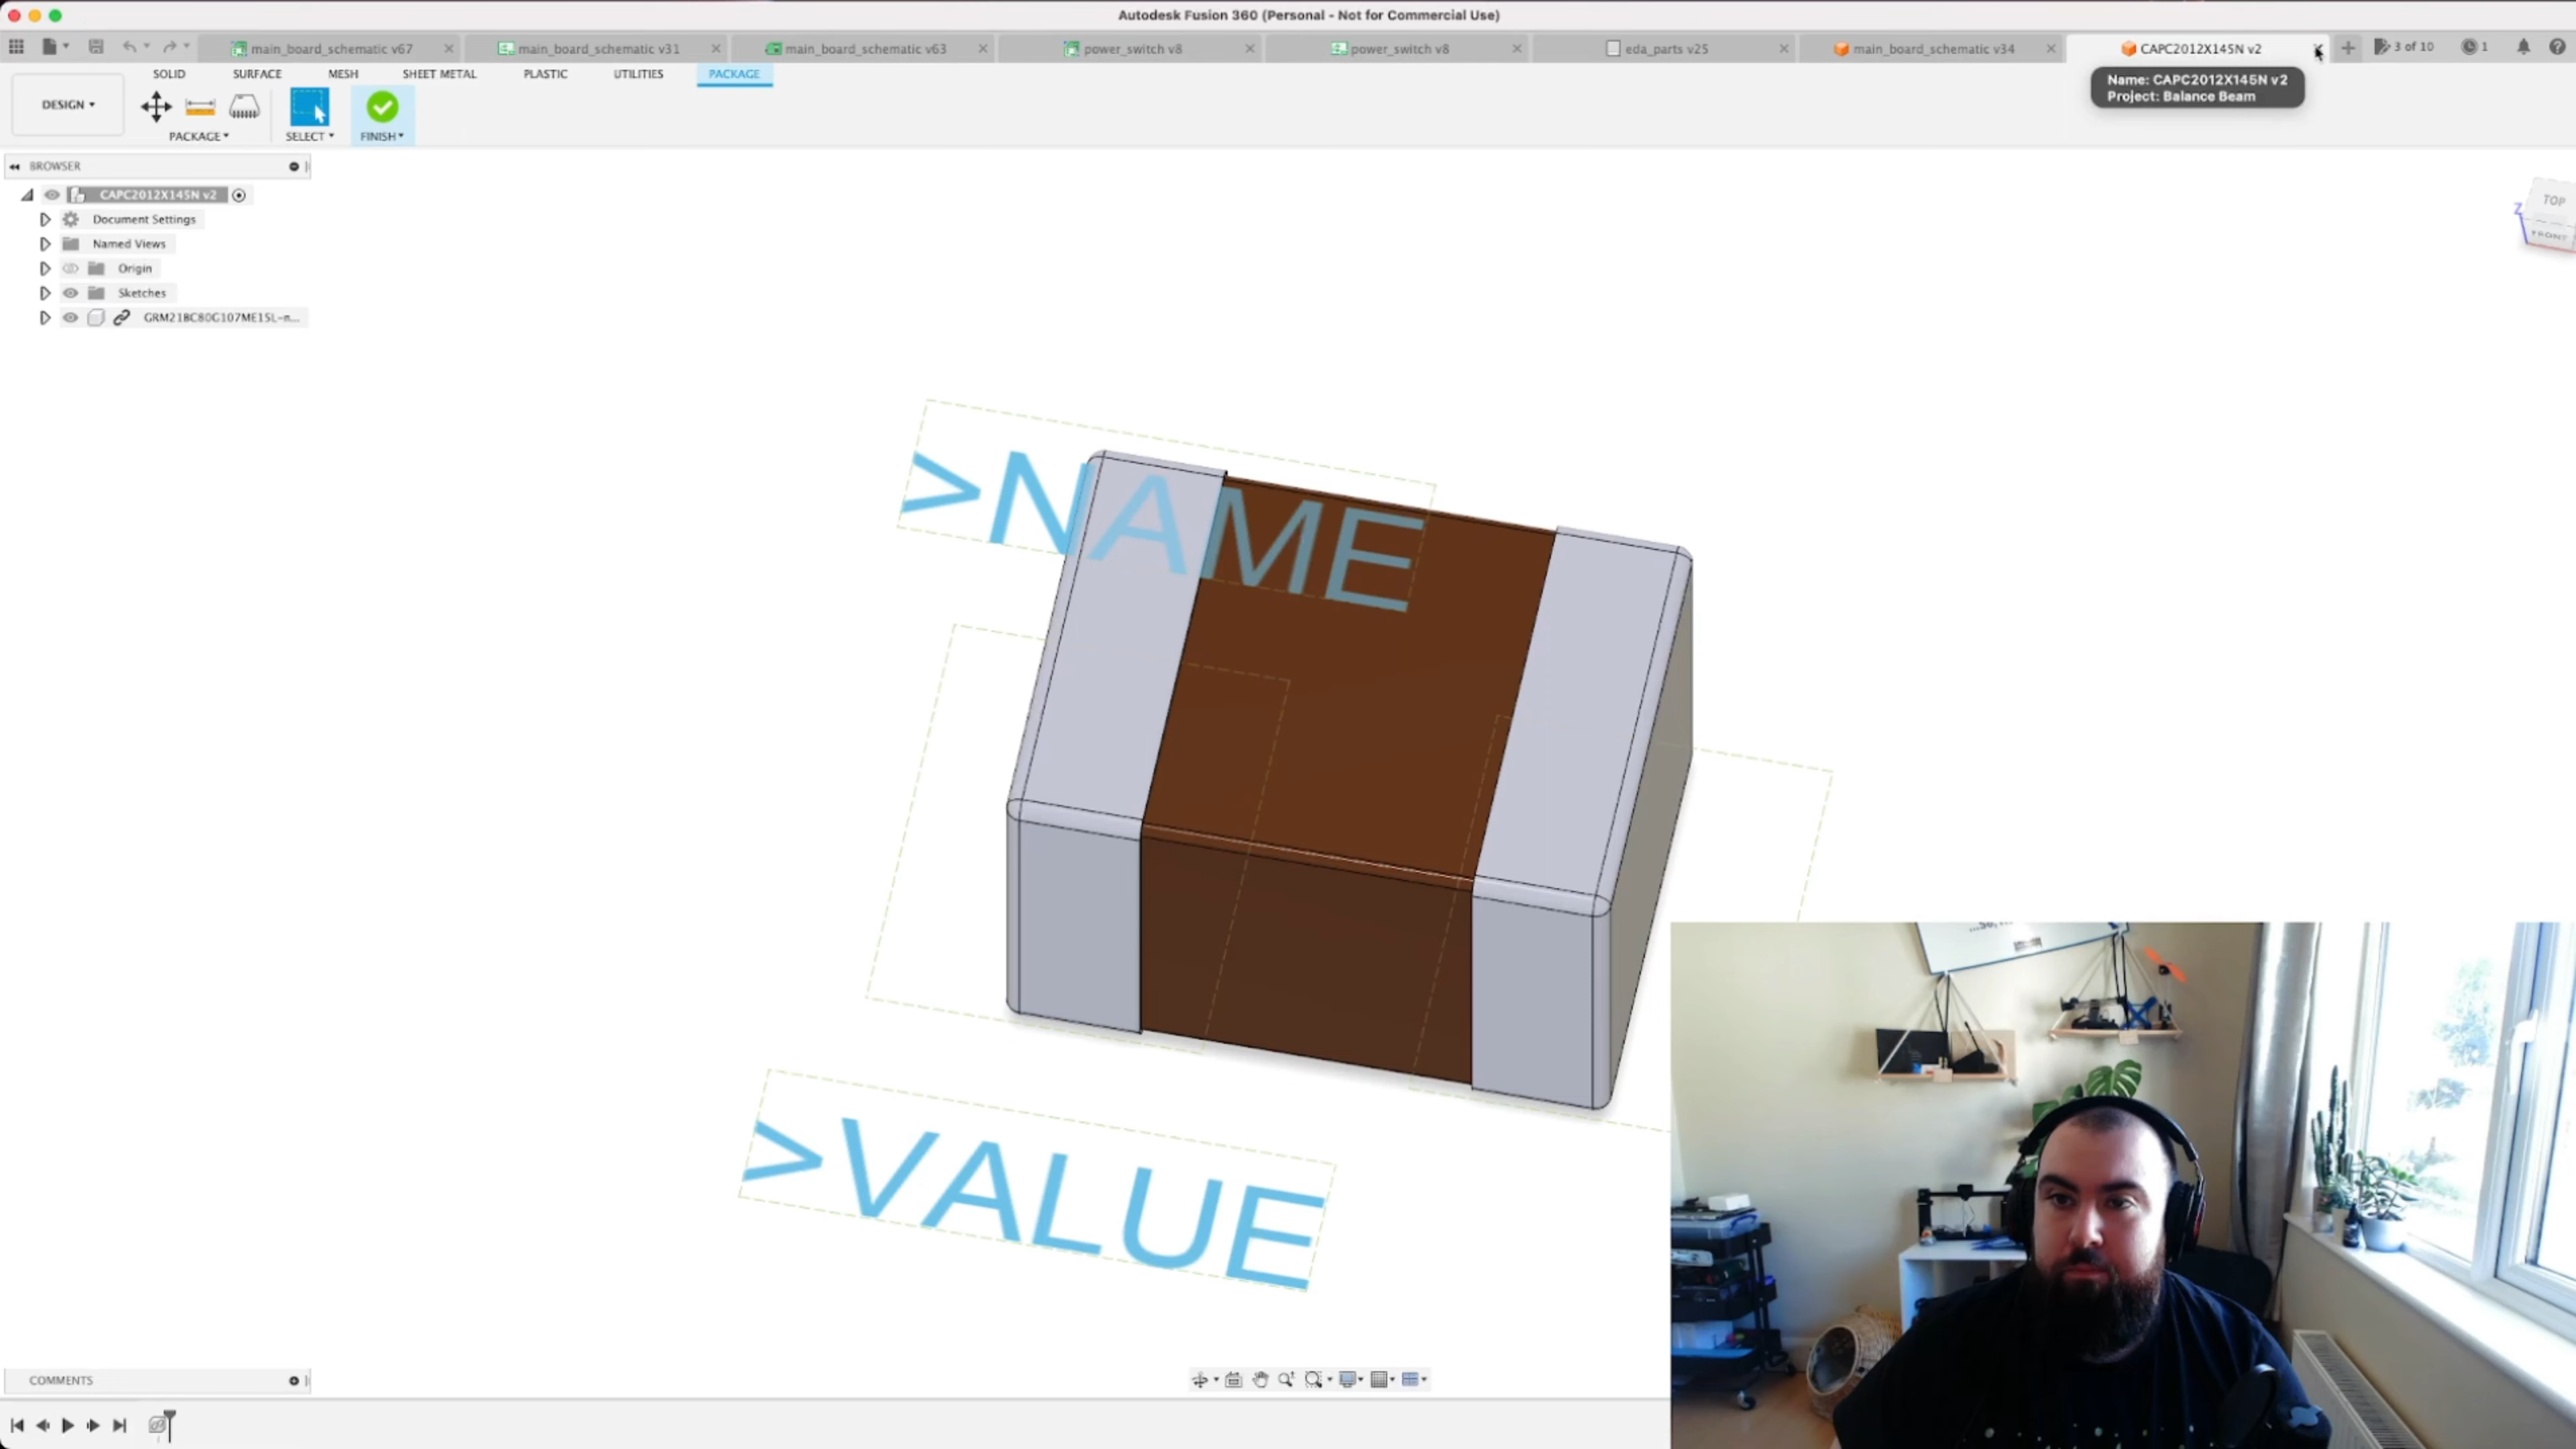 Autodesk Fusion 360 (Personal - Not for Commercial Use)
main_board_schematic v67
main_board_schematic v31
main_board_schematic v63
power_switch v8
power_switch v8
eda_parts v25
main_board_schematic v34
CAPC2012X145N v2
3 of 10
1
SOLID
SURFACE
MESH
SHEET METAL
PLASTIC
UTILITIES
PACKAGE
Name: CAPC2012X145N v2
Project: Balance Beam
DESIGN
PACKAGE
SELECT
FINISH
BROWSER
CAPC2012X145N v2
Document Settings
Named Views
Origin
Sketches
GRM21BC80G107ME15L-...
TOP
Z
FRONT
>NAME
>VALUE
COMMENTS